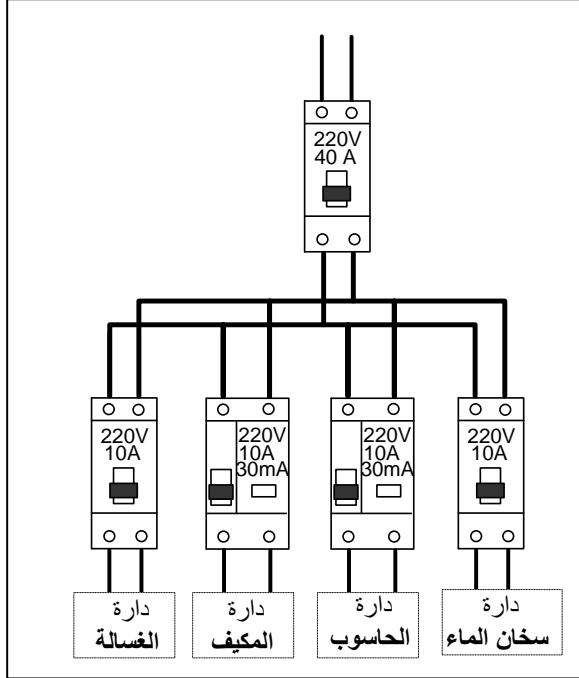 220V
40 A
220V
10A
220V
10A
30mA
220V
10A
30mA
220V
10A
دارة
الغسالة
دارة
المكيف
دارة
الحاسوب
دارة
سخان الماء